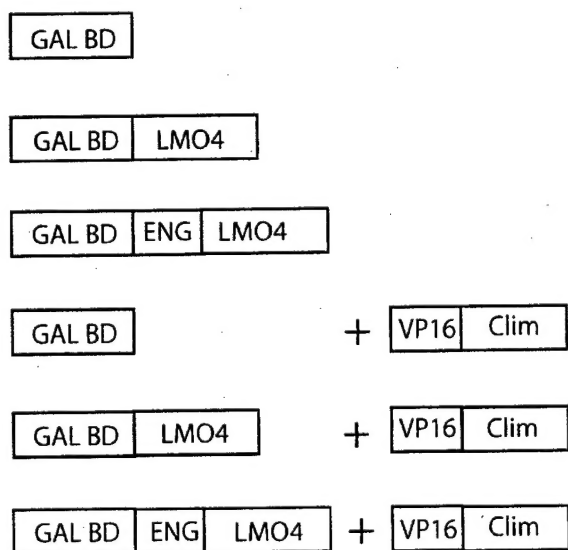 GAL BD
GAL BD LMO4
GAL BD ENG LMO4
GAL BD + VP16 Clim
GAL BD LMO4 + VP16 Clim
GAL BD ENG LMO4 + VP16 Clim